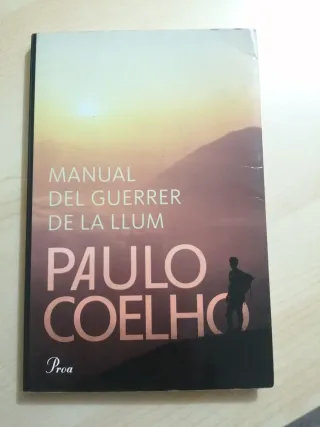 MANUAL
DEL GUERRER
DE LA LLUM
PAULO
COELHO
Proa